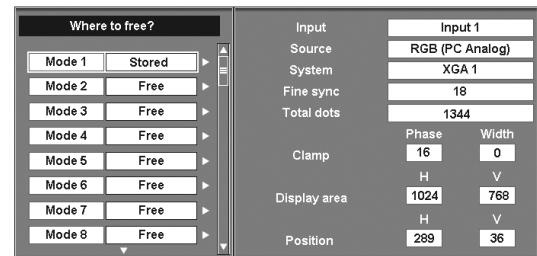 Where to free?
Mode 1 Stored
Mode 2 Free
Mode 3 Free
Mode 4 Free
Mode 5 Free
Mode 6 Free
Mode 7 Free
Mode 8 Free
Input Input 1
Source RGB (PC Analog)
System XGA 1
Fine sync 18
Total dots 1344
Phase Width
Clamp 16 0
H V
Display area 1024 768
H V
Position 289 36